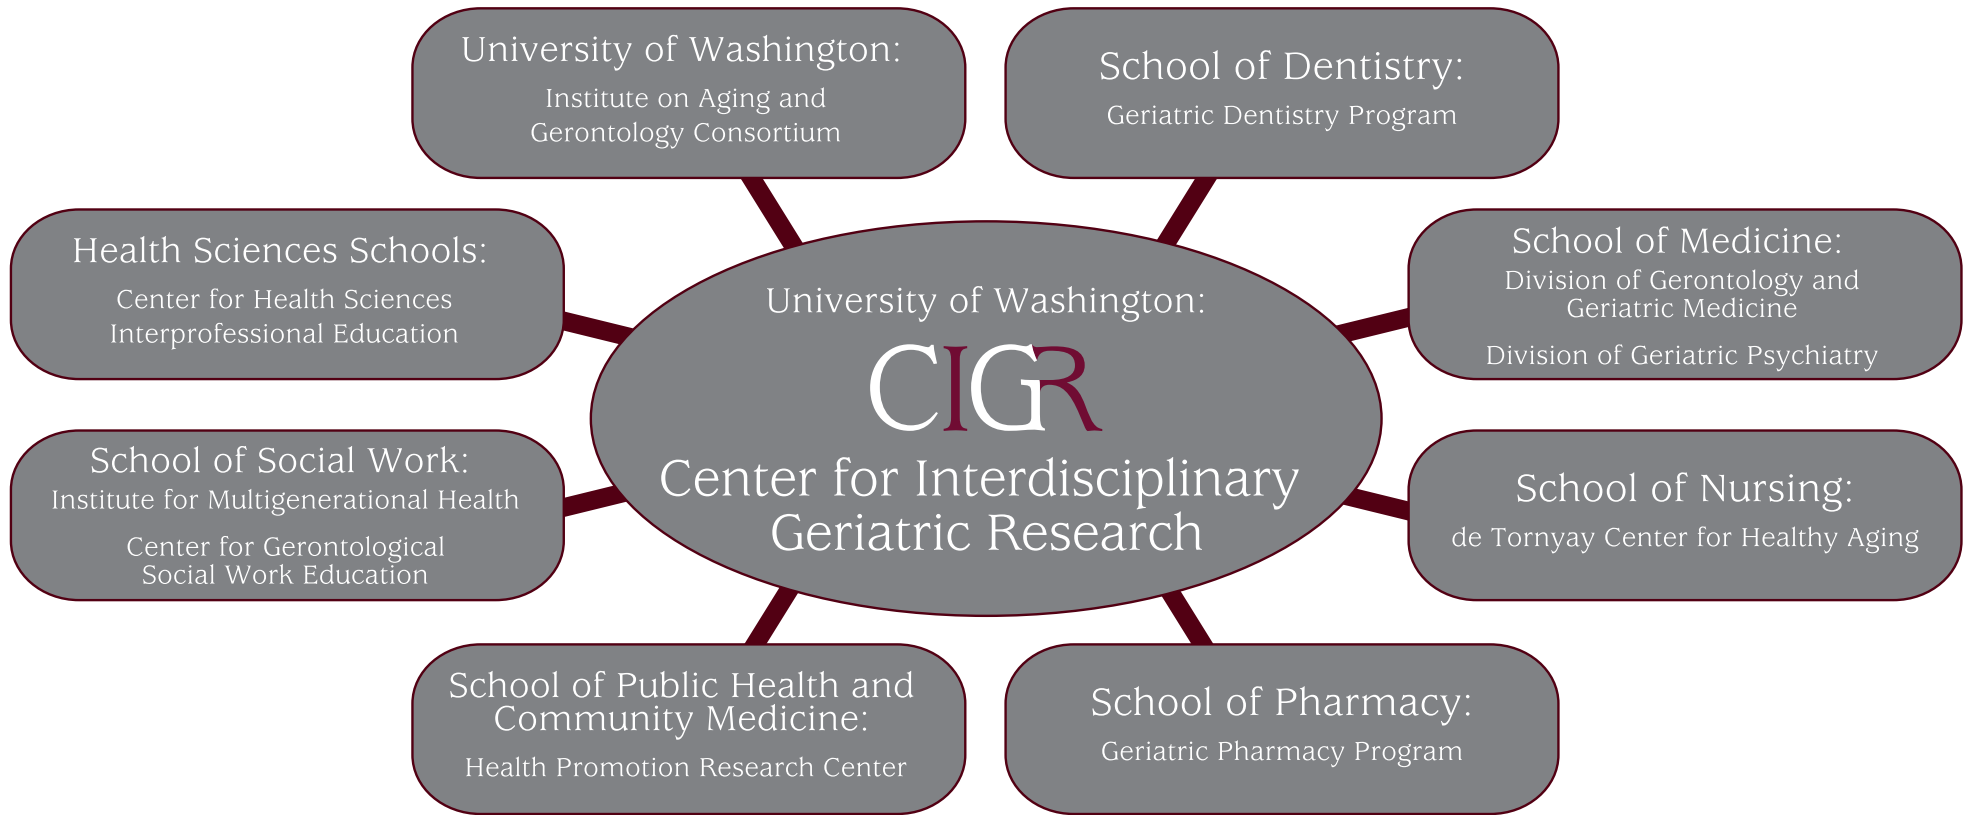 University of Washington:
Institute on Aging and
Gerontology Consortium
School of Dentistry:
Geriatric Dentistry Program
Health Sciences Schools:
Center for Health Sciences
Interprofessional Education
School of Medicine:
Division of Gerontology and
Geriatric Medicine
Division of Geriatric Psychiatry
University of Washington:
CIGR
Center for Interdisciplinary
Geriatric Research
School of Social Work:
Institute for Multigenerational Health
Center for Gerontological
Social Work Education
School of Nursing:
de Tornyay Center for Healthy Aging
School of Public Health and
Community Medicine:
Health Promotion Research Center
School of Pharmacy:
Geriatric Pharmacy Program